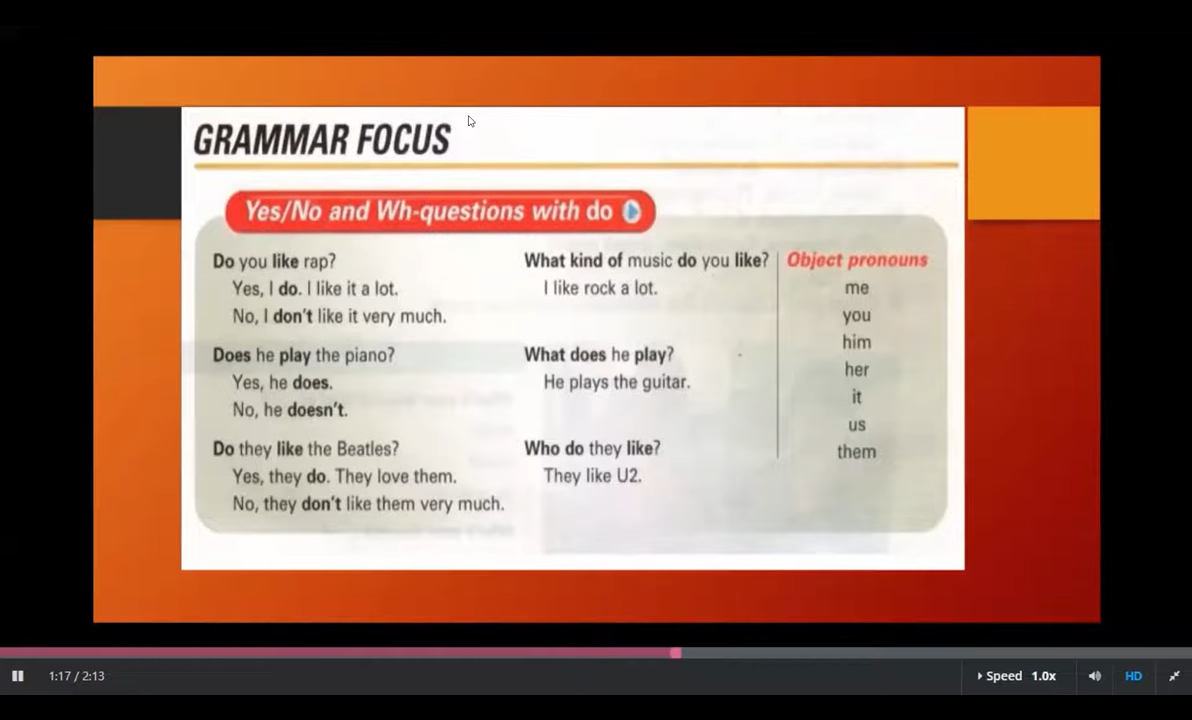 GRAMMAR FOCUS
Yes/No and Wh-questions with do
Do you like rap?
Yes, I do. I like it a lot.
No, I don't like it very much.
Does he play the piano?
Yes, he does.
No, he doesn't.
Do they like the Beatles?
Yes, they do. They love them.
No, they don't like them very much.
What kind of music do you like?
I like rock a lot.
What does he play?
He plays the guitar.
Who do they like?
They like U2.
Object pronouns
me
you
him
her
it
us
them
1:17 / 2:13
Speed 1.0x
HD